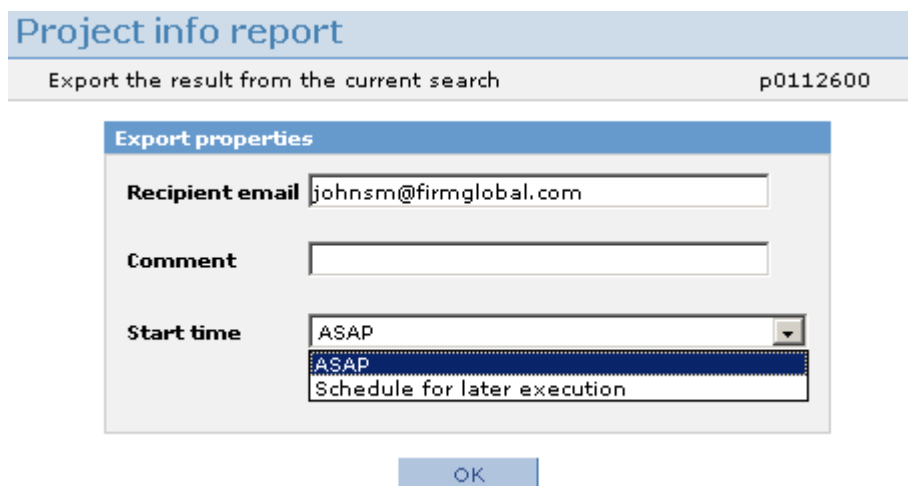 Project info report
Export the result from the current search p0112600
Export properties
Recipient email johnsm@firmglobal.com
Comment
Start time ASAP
ASAP
Schedule for later execution
OK